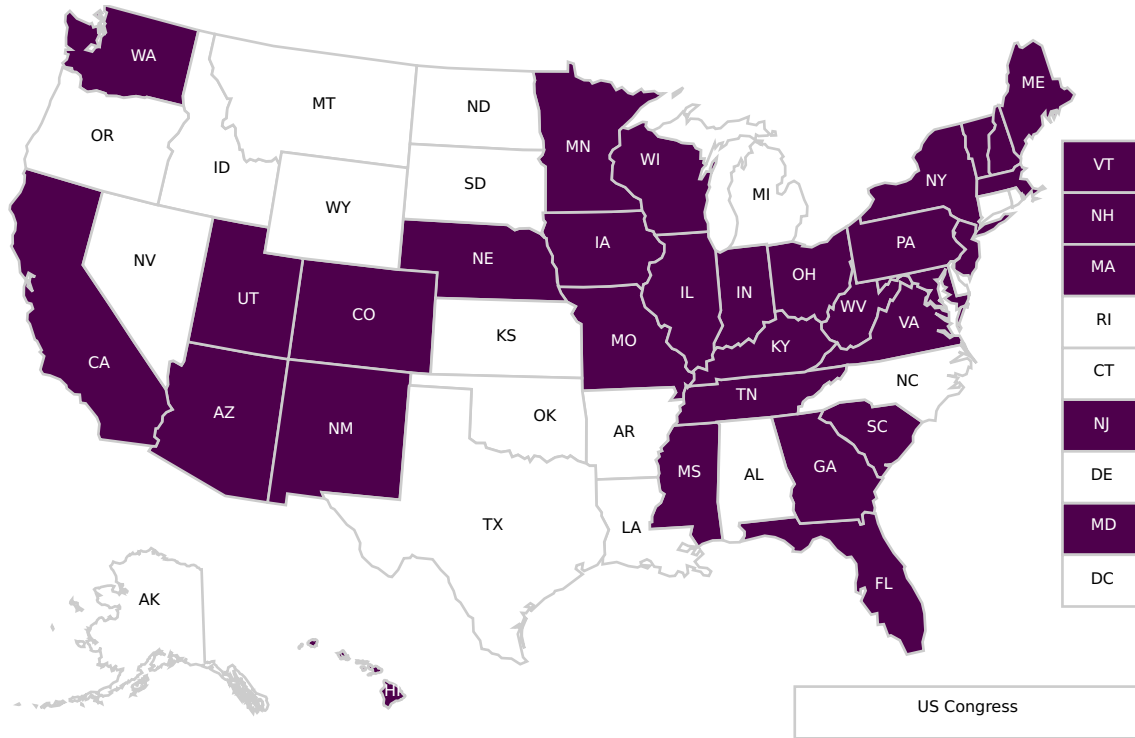 WA
ME
MT
ND
OR
MN
VT
ID
WI
NY
SD
MI
WY
NH
IA
PA
NE
NV
MA
OH
UT
IL
IN
WV
CO
VA
RI
KS
MO
KY
CA
CT
NC
TN
AZ
OK
NM
AR
SC
NJ
MS
AL
GA
DE
TX
LA
MD
DC
FL
AK
HI
US Congress